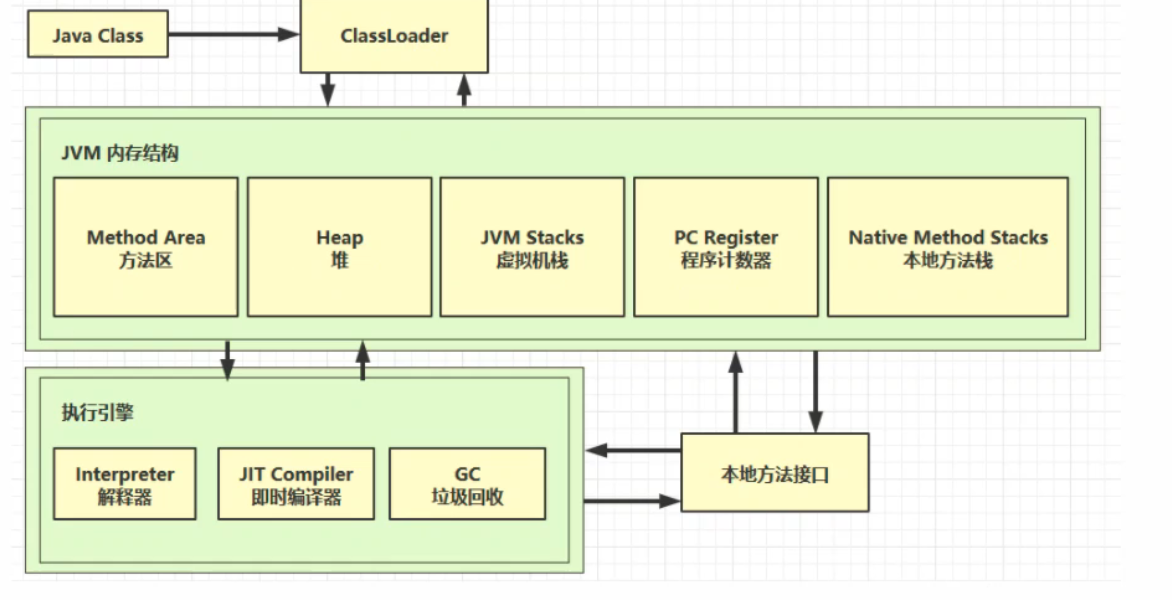 Java Class
ClassLoader
JVM 内存结构
Method Area
方法区
Heap
堆
JVM Stacks
虚拟机栈
PC Register
程序计数器
Native Method Stacks
本地方法栈
执行引擎
Interpreter
解释器
JIT Compiler
即时编译器
GC
垃圾回收
本地方法接口